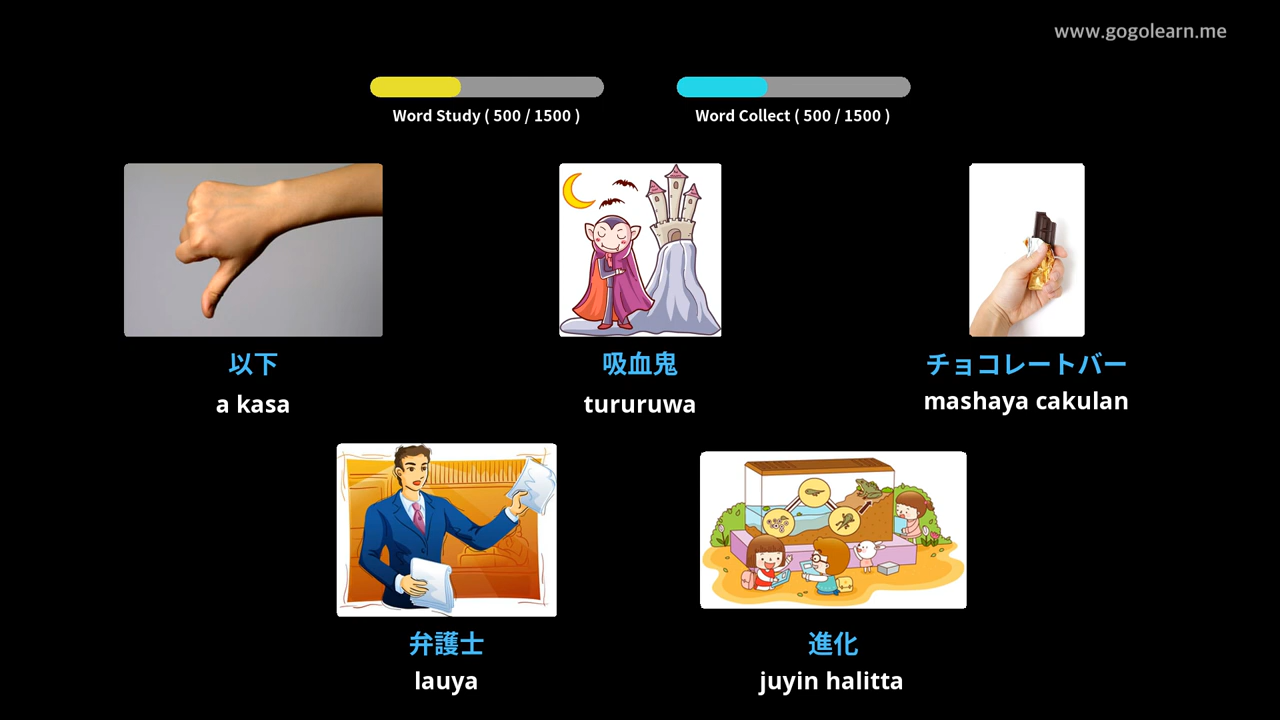 www.gogolearn.me
Word Study ( 500 / 1500 )
Word Collect ( 500 / 1500 )
以下
a kasa
吸血鬼
tururuwa
チョコレートバー
mashaya cakulan
弁護士
lauya
進化
juyin halitta